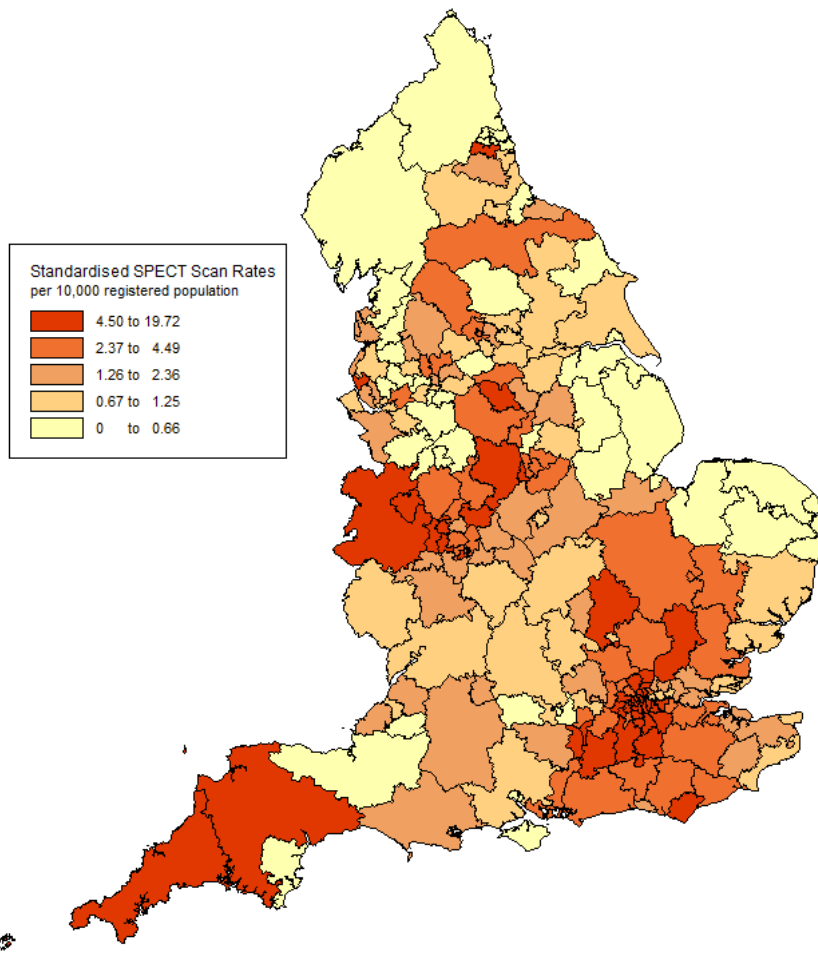 Standardised SPECT Scan Rates
per 10,000 registered population
4.50 to 19.72
2.37 to 4.49
1.26 to 2.36
0.67 to 1.25
0 to 0.66